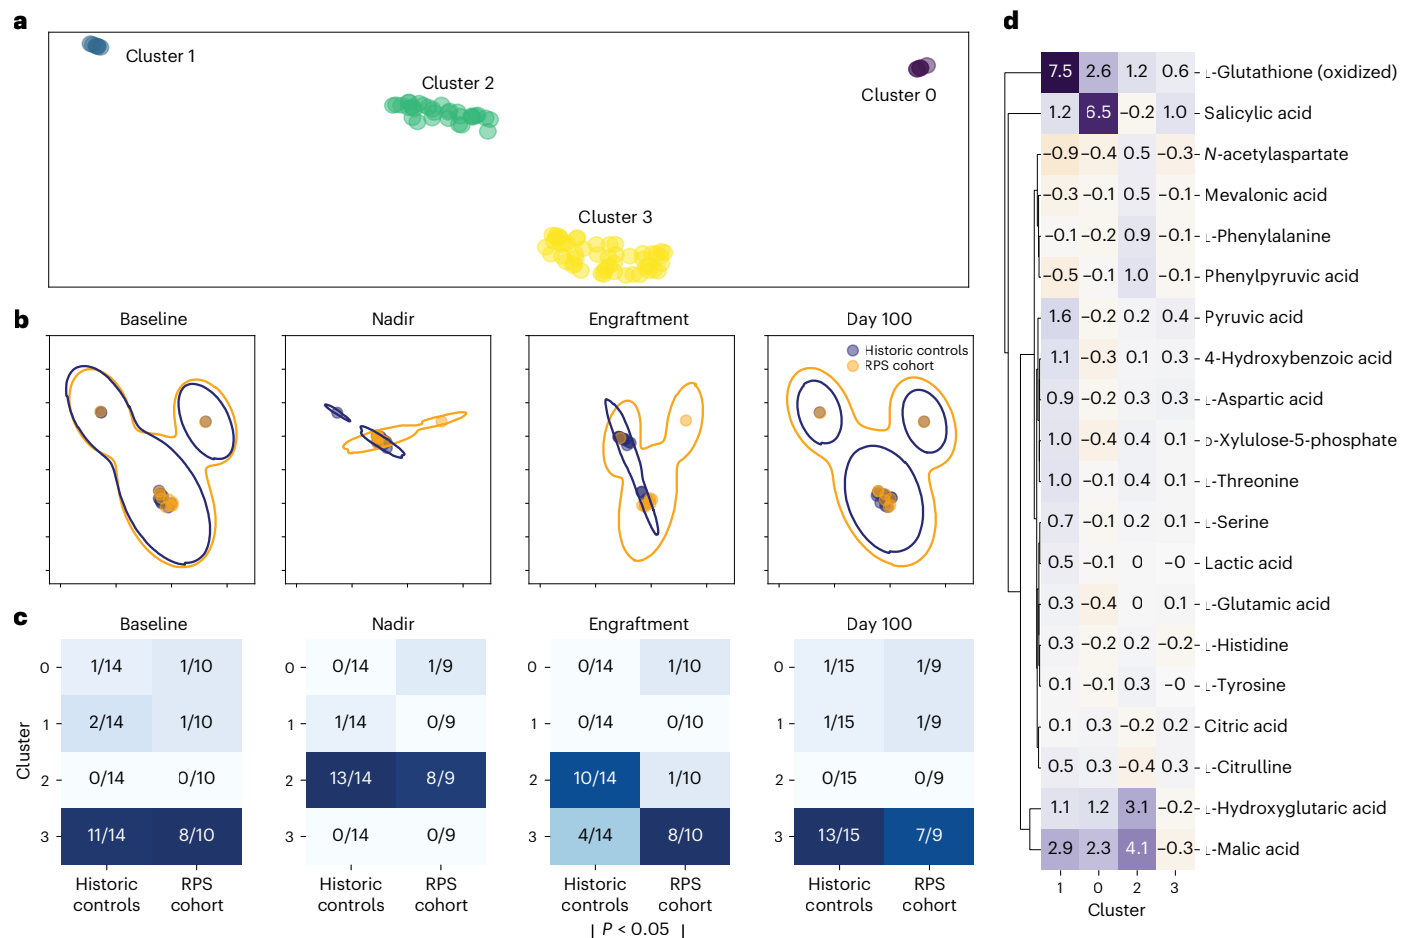 a
Cluster 1
Cluster 2
Cluster 0
Cluster 3
b
Baseline
Nadir
Engraftment
Day 100
Historic controls
RPS cohort
c
Baseline
Nadir
Engraftment
Day 100
Cluster
0
1/14
1/10
0
0/14
1/9
0
0/14
1/10
0
1/15
1/9
1
2/14
1/10
1
1/14
0/9
1
0/14
0/10
1
1/15
1/9
2
0/14
0/10
2
13/14
8/9
2
10/14
1/10
2
0/15
0/9
3
11/14
8/10
3
0/14
0/9
3
4/14
8/10
3
13/15
7/9
Historic
controls
RPS
cohort
Historic
controls
RPS
cohort
Historic
controls
RPS
cohort
Historic
controls
RPS
cohort
P < 0.05
d
7.5 2.6 1.2 0.6 L-Glutathione (oxidized)
1.2 6.5 −0.2 1.0 Salicylic acid
−0.9 −0.4 0.5 −0.3 N-acetylaspartate
−0.3 −0.1 0.5 −0.1 Mevalonic acid
−0.1 −0.2 0.9 −0.1 L-Phenylalanine
−0.5 −0.1 1.0 −0.1 Phenylpyruvic acid
1.6 −0.2 0.2 0.4 Pyruvic acid
1.1 −0.3 0.1 0.3 4-Hydroxybenzoic acid
0.9 −0.2 0.3 0.3 L-Aspartic acid
1.0 −0.4 0.4 0.1 D-Xylulose-5-phosphate
1.0 −0.1 0.4 0.1 L-Threonine
0.7 −0.1 0.2 0.1 L-Serine
0.5 −0.1 0 −0 Lactic acid
0.3 −0.4 0 0.1 L-Glutamic acid
0.3 −0.2 0.2 −0.2 L-Histidine
0.1 −0.1 0.3 −0 L-Tyrosine
0.1 0.3 −0.2 0.2 Citric acid
0.5 0.3 −0.4 0.3 L-Citrulline
1.1 1.2 3.1 −0.2 L-Hydroxyglutaric acid
2.9 2.3 4.1 −0.3 L-Malic acid
1 0 2 3
Cluster